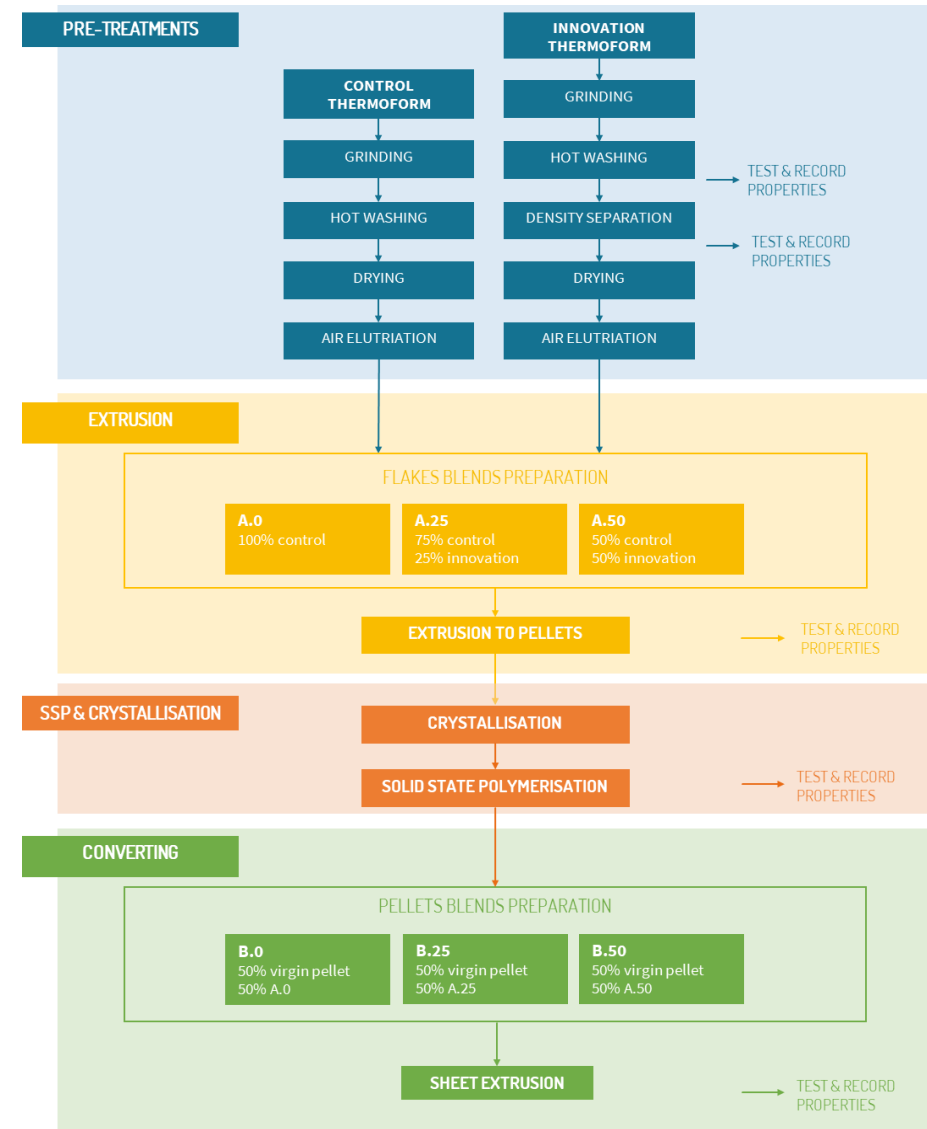 PRE-TREATMENTS
INNOVATION
THERMOFORM
CONTROL
THERMOFORM
GRINDING
GRINDING
HOT WASHING
TEST & RECORD
PROPERTIES
HOT WASHING
DENSITY SEPARATION
TEST & RECORD
PROPERTIES
DRYING
DRYING
AIR ELUTRIATION
AIR ELUTRIATION
EXTRUSION
FLAKES BLENDS PREPARATION
A.0
100% control
A.25
75% control
25% innovation
A.50
50% control
50% innovation
EXTRUSION TO PELLETS
TEST & RECORD
PROPERTIES
SSP & CRYSTALLISATION
CRYSTALLISATION
SOLID STATE POLYMERISATION
TEST & RECORD
PROPERTIES
CONVERTING
PELLETS BLENDS PREPARATION
B.0
50% virgin pellet
50% A.0
B.25
50% virgin pellet
50% A.25
B.50
50% virgin pellet
50% A.50
SHEET EXTRUSION
TEST & RECORD
PROPERTIES